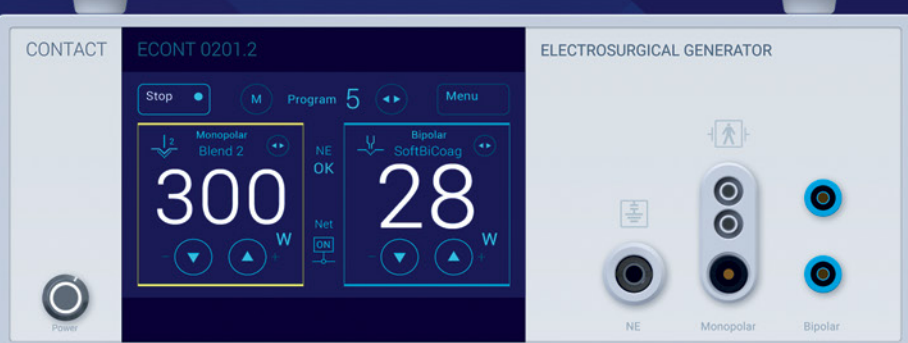 CONTACT
ECONT 0201.2
ELECTROSURGICAL GENERATOR
Stop
M
Program 5
Menu
Monopolar
2
Blend 2
NE
OK
Bipolar
SoftBiCoag
300
28
Net
ON
W
W
- +
- +
Power
NE
Monopolar
Bipolar